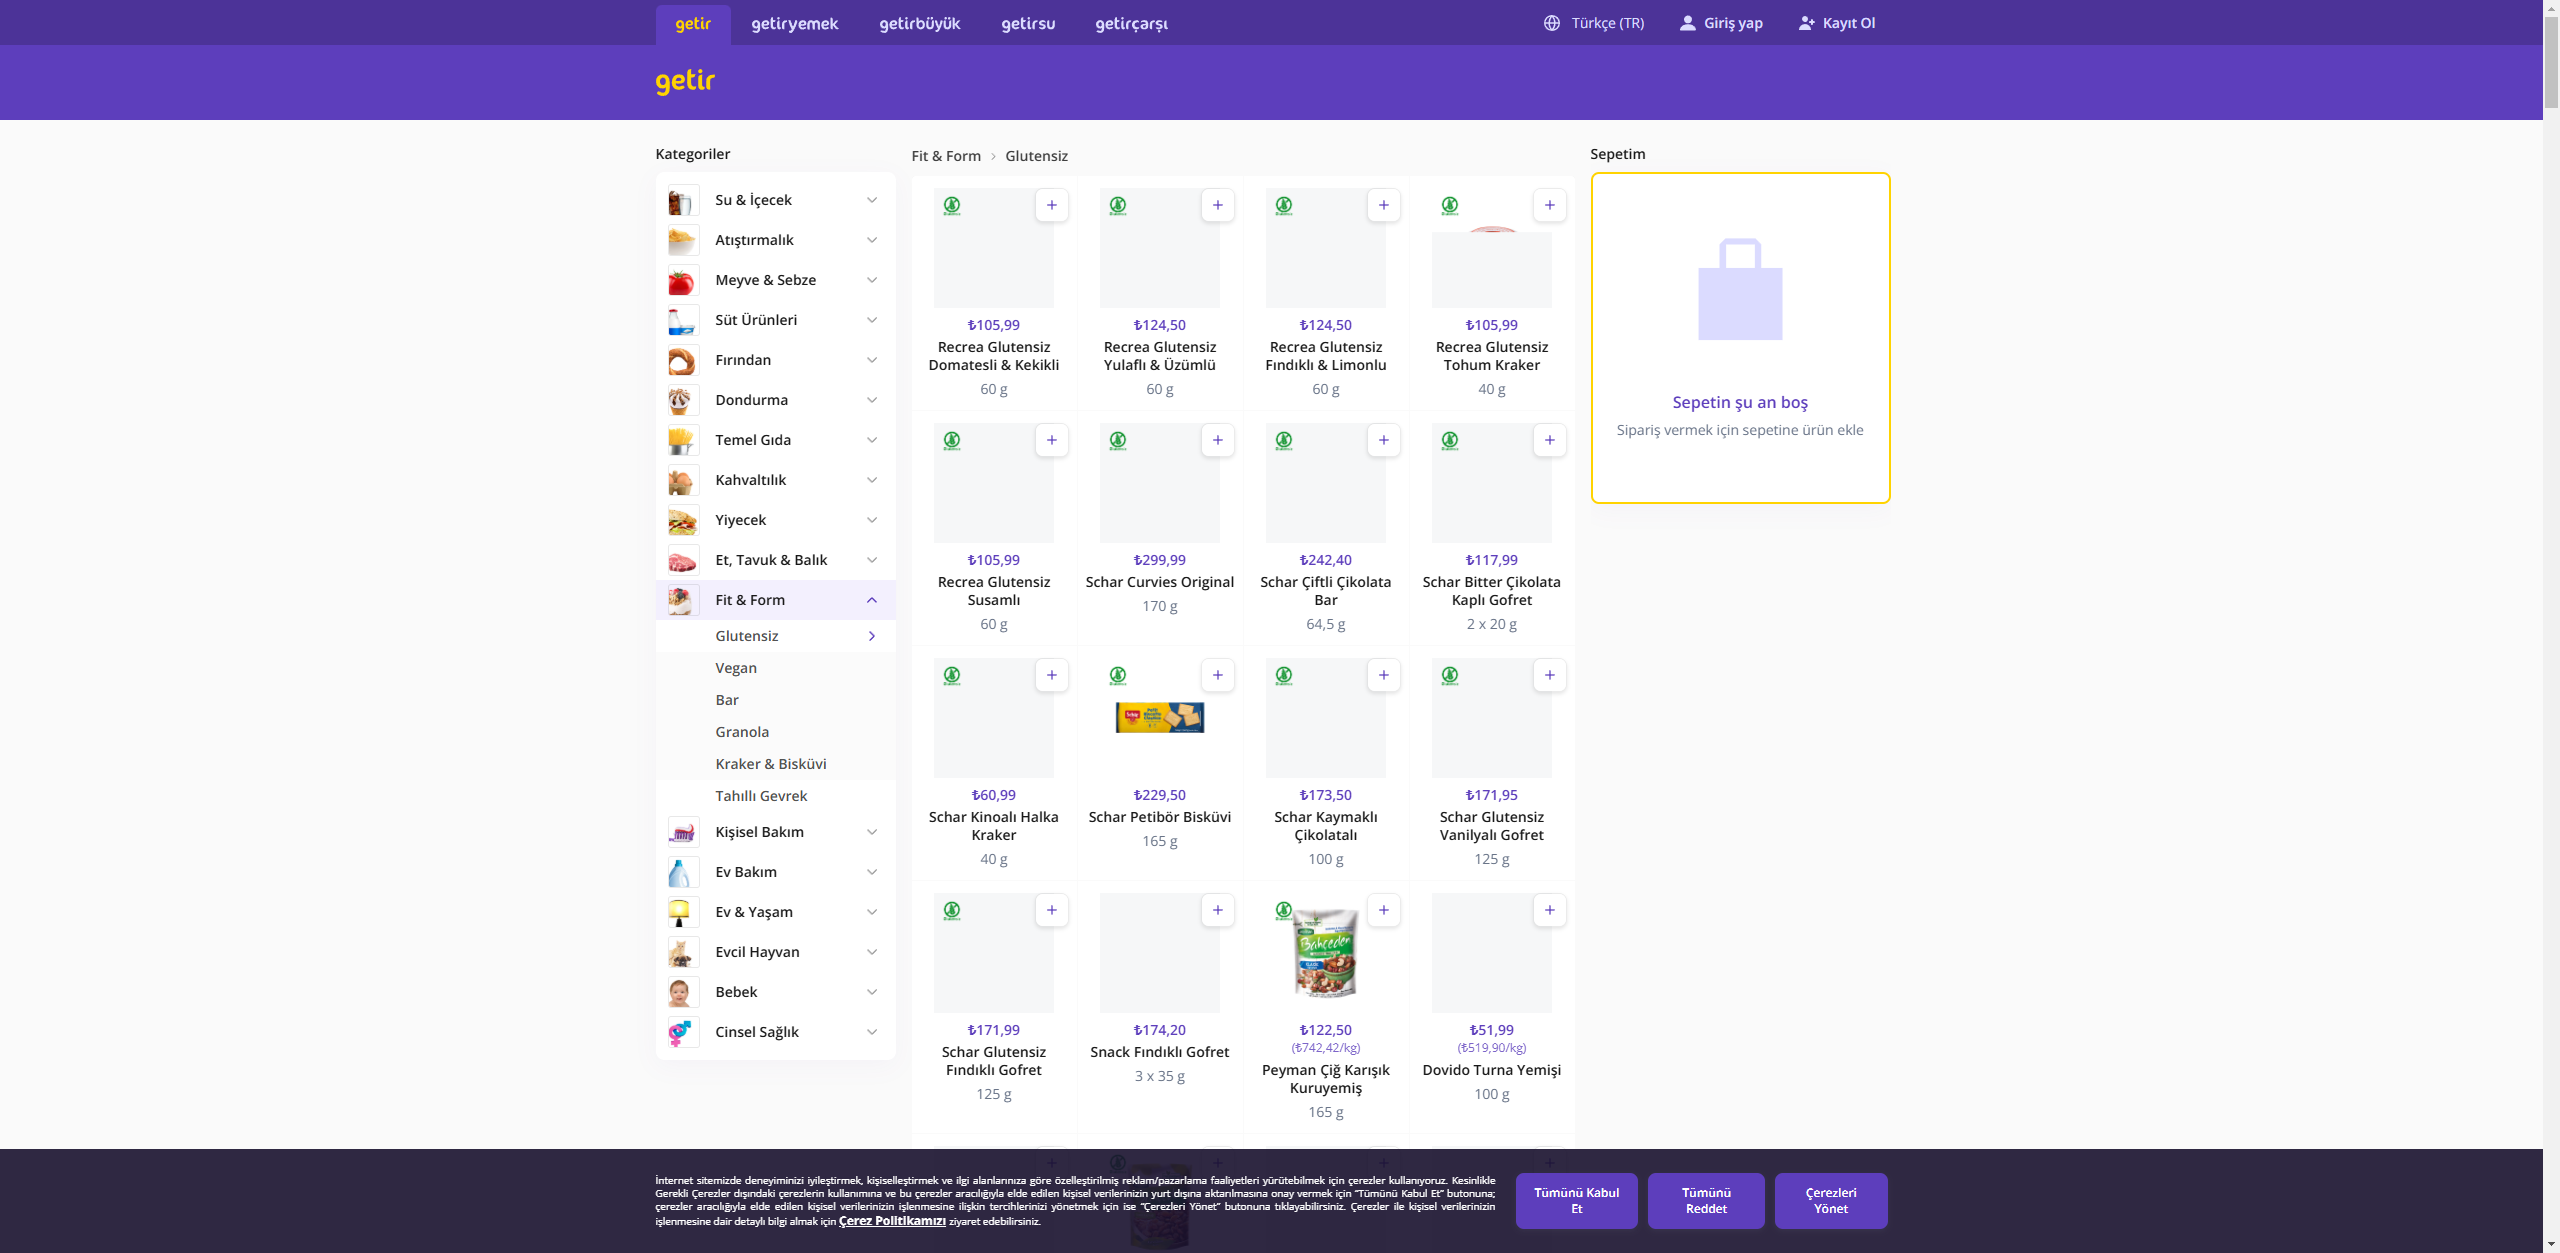 getir
getiryemek
getirbüyük
getirsu
getirçarşı
Türkçe (TR)
Giriş yap
Kayıt Ol
getir
Kategoriler
Su & İçecek
Atıştırmalık
Meyve & Sebze
Süt Ürünleri
Fırından
Dondurma
Temel Gıda
Kahvaltılık
Yiyecek
Et, Tavuk & Balık
Fit & Form
Glutensiz
Vegan
Bar
Granola
Kraker & Bisküvi
Tahıllı Gevrek
Kişisel Bakım
Ev Bakım
Ev & Yaşam
Evcil Hayvan
Bebek
Cinsel Sağlık
Fit & Form
Glutensiz
₺105,99
Recrea Glutensiz
Domatesli & Kekikli
60 g
₺124,50
Recrea Glutensiz
Yulaflı & Üzümlü
60 g
₺124,50
Recrea Glutensiz
Fındıklı & Limonlu
60 g
₺105,99
Recrea Glutensiz
Tohum Kraker
40 g
₺105,99
Recrea Glutensiz
Susamlı
60 g
₺299,99
Schar Curvies Original
170 g
₺242,40
Schar Çiftli Çikolata
Bar
64,5 g
₺117,99
Schar Bitter Çikolata
Kaplı Gofret
2 x 20 g
₺60,99
Schar Kinoalı Halka
Kraker
40 g
₺229,50
Schar Petibör Bisküvi
165 g
₺173,50
Schar Kaymaklı
Çikolatalı
100 g
₺171,95
Schar Glutensiz
Vanilyalı Gofret
125 g
₺171,99
Schar Glutensiz
Fındıklı Gofret
125 g
₺174,20
Snack Fındıklı Gofret
3 x 35 g
Bahçeden
₺122,50
(₺742,42/kg)
Peyman Çiğ Karışık
Kuruyemiş
165 g
₺51,99
(₺519,90/kg)
Dovido Turna Yemişi
100 g
Sepetim
Sepetin şu an boş
Sipariş vermek için sepetine ürün ekle
İnternet sitemizde deneyiminizi iyileştirmek, kişiselleştirmek ve ilgi alanlarınıza göre özelleştirilmiş reklam/pazarlama faaliyetleri yürütebilmek için çerezler kullanıyoruz. Kesinlikle
Gerekli Çerezler dışındaki çerezlerin kullanımına ve bu çerezler aracılığıyla elde edilen kişisel verilerinizin yurt dışına aktarılmasına onay vermek için “Tümünü Kabul Et” butonuna;
çerezler aracılığıyla elde edilen kişisel verilerinizin işlenmesine ilişkin tercihlerinizi yönetmek için ise “Çerezleri Yönet” butonuna tıklayabilirsiniz. Çerezler ile kişisel verilerinizin
işlenmesine dair detaylı bilgi almak için Çerez Politikamızı ziyaret edebilirsiniz.
Tümünü Kabul
Et
Tümünü
Reddet
Çerezleri
Yönet